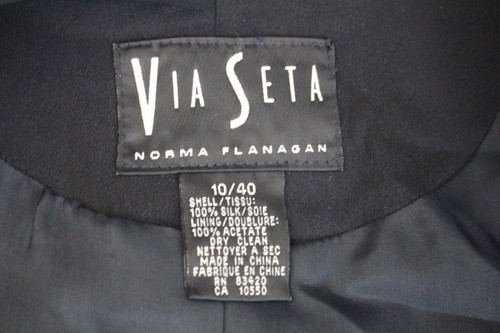 VIA SETA
NORMA FLANAGAN
10/40
SHELL/TISSU:
100% SILK/SOIE
LINING/DOUBLURE:
100% ACETATE
DRY CLEAN
NETTOYER A SEC
MADE IN CHINA
FABRIQUE EN CHINE
RN 83420
CA 10550